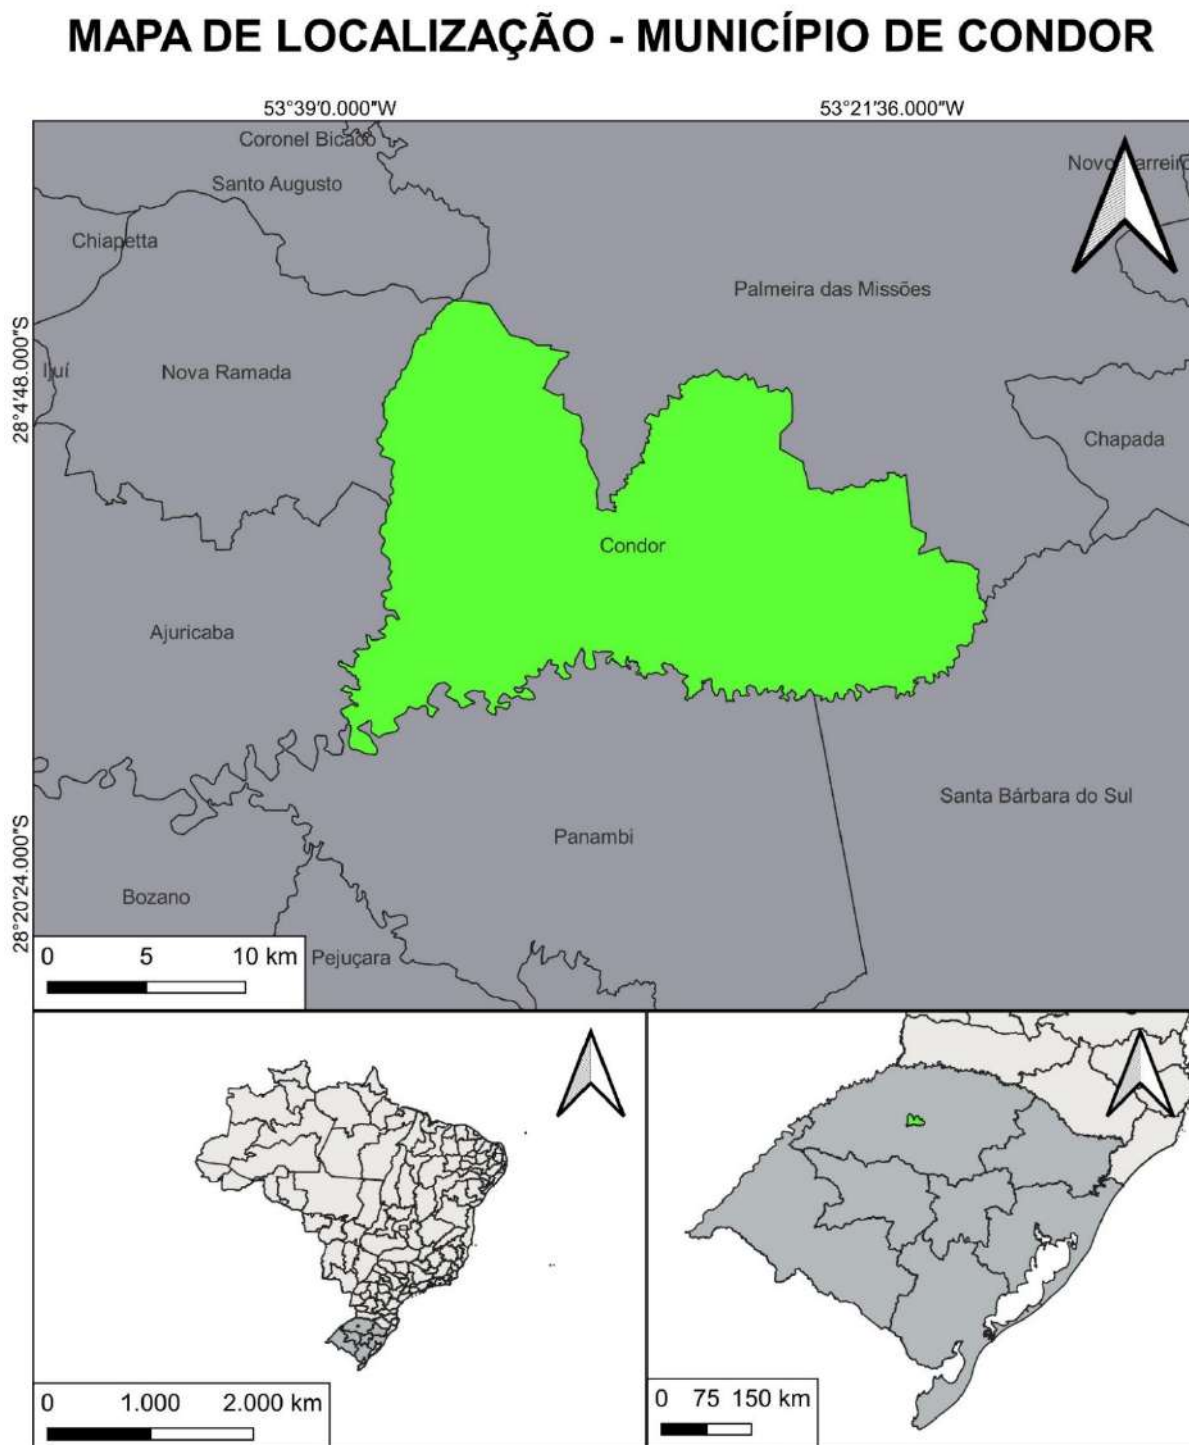 MAPA DE LOCALIZAÇÃO - MUNICÍPIO DE CONDOR
53°39'0.000"W
53°21'36.000"W
Coronel Bicaco
Santo Augusto
Chiapetta
Palmeira das Missões
28°4'48.000"S
Ijuí
Nova Ramada
Chapada
Condor
Ajuricaba
Santa Bárbara do Sul
Panambi
28°20'24.000"S
Bozano
Pejuçara
0 5 10 km
0 1.000 2.000 km
0 75 150 km